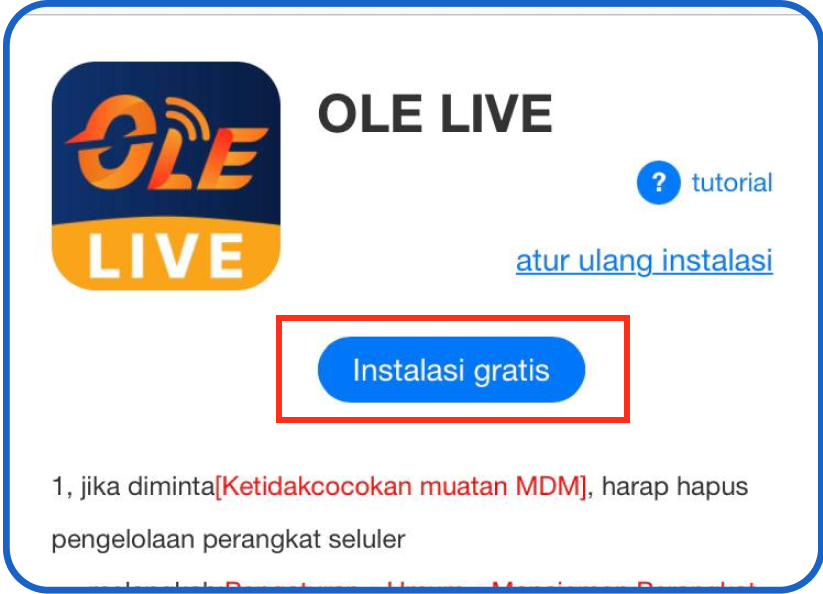 OLE
LIVE
OLE LIVE
? tutorial
atur ulang instalasi
Instalasi gratis
1, jika diminta[Ketidakcocokan muatan MDM], harap hapus
pengelolaan perangkat seluler